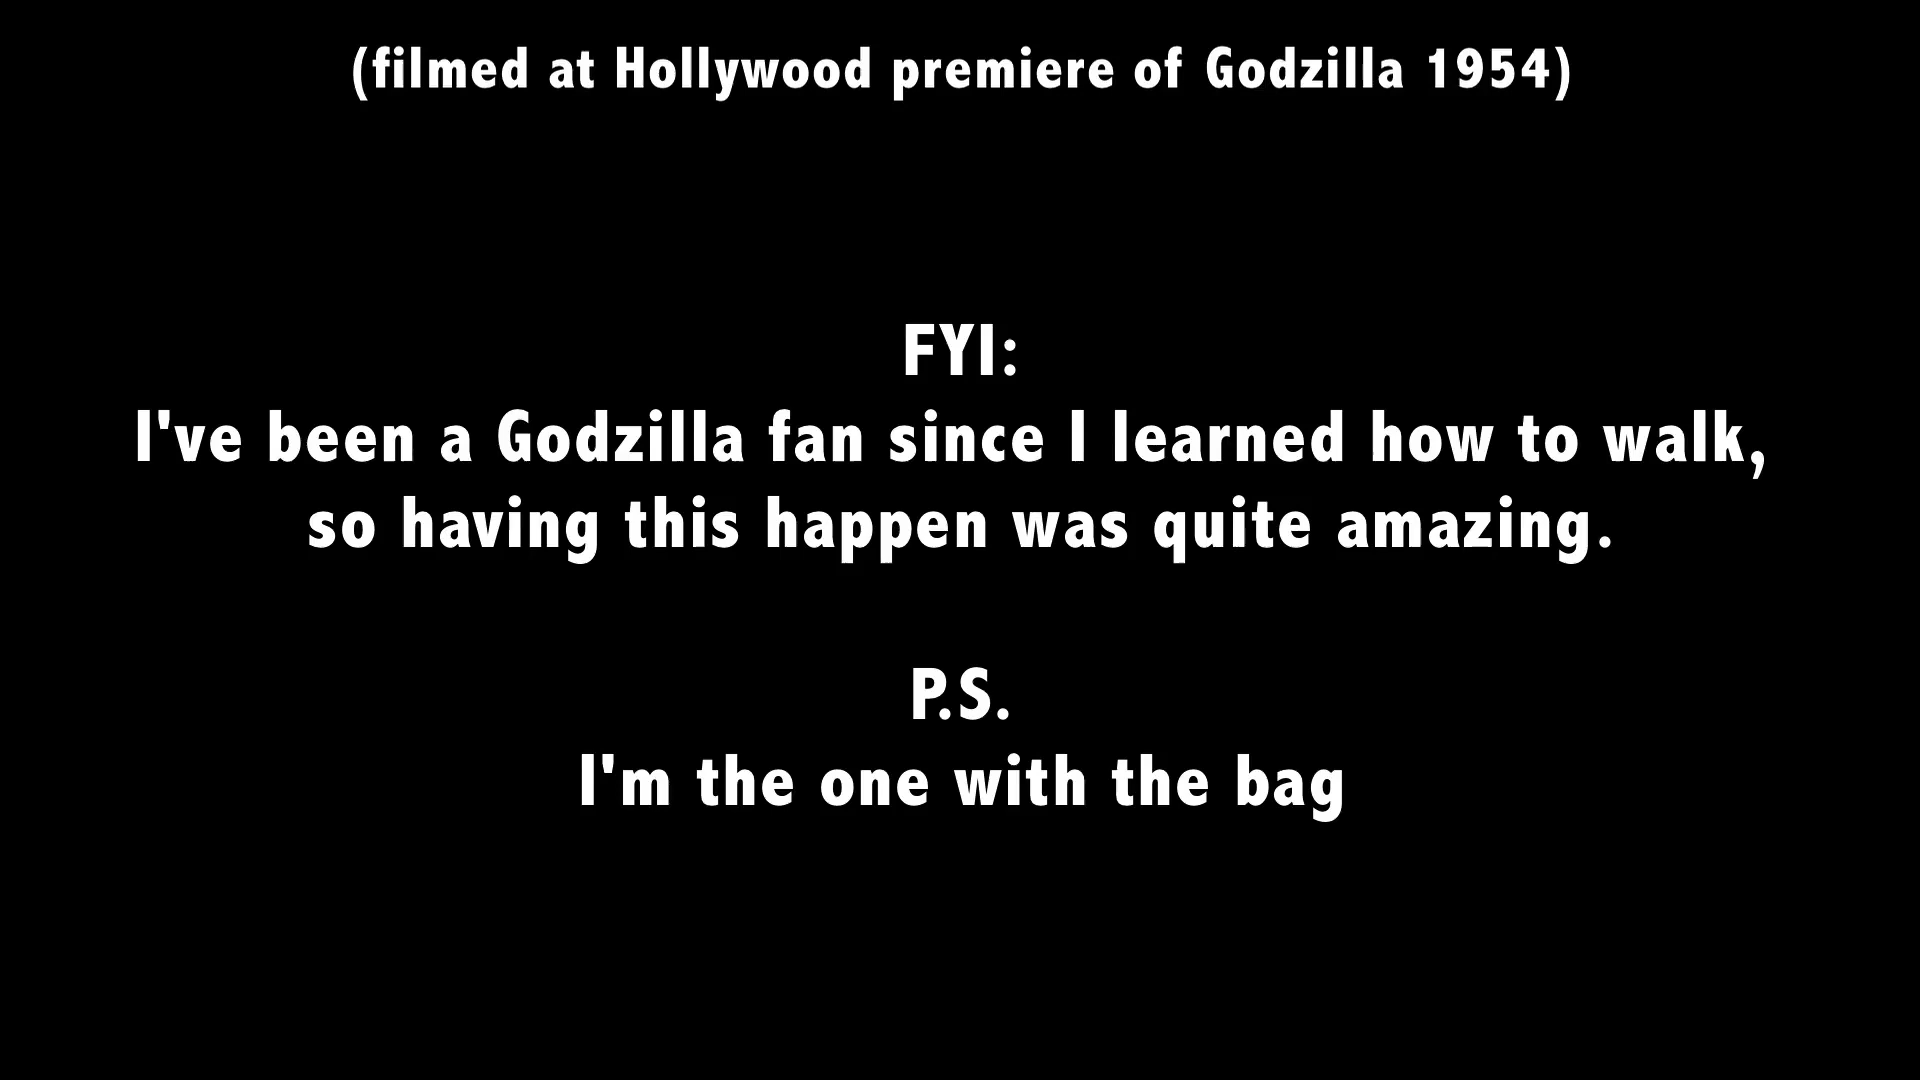 (filmed at Hollywood premiere of Godzilla 1954)
FYI:
I've been a Godzilla fan since I learned how to walk,
so having this happen was quite amazing.
P.S.
I'm the one with the bag